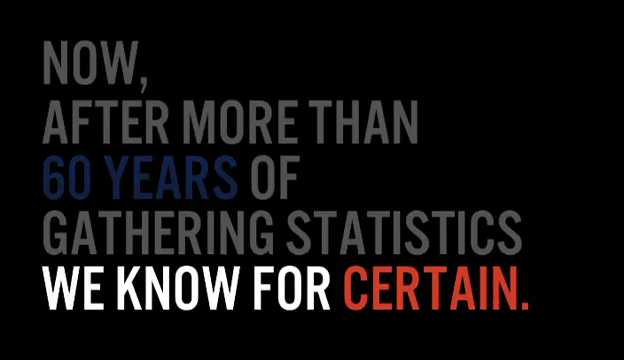 NOW,
AFTER MORE THAN
60 YEARS OF
GATHERING STATISTICS
WE KNOW FOR CERTAIN.